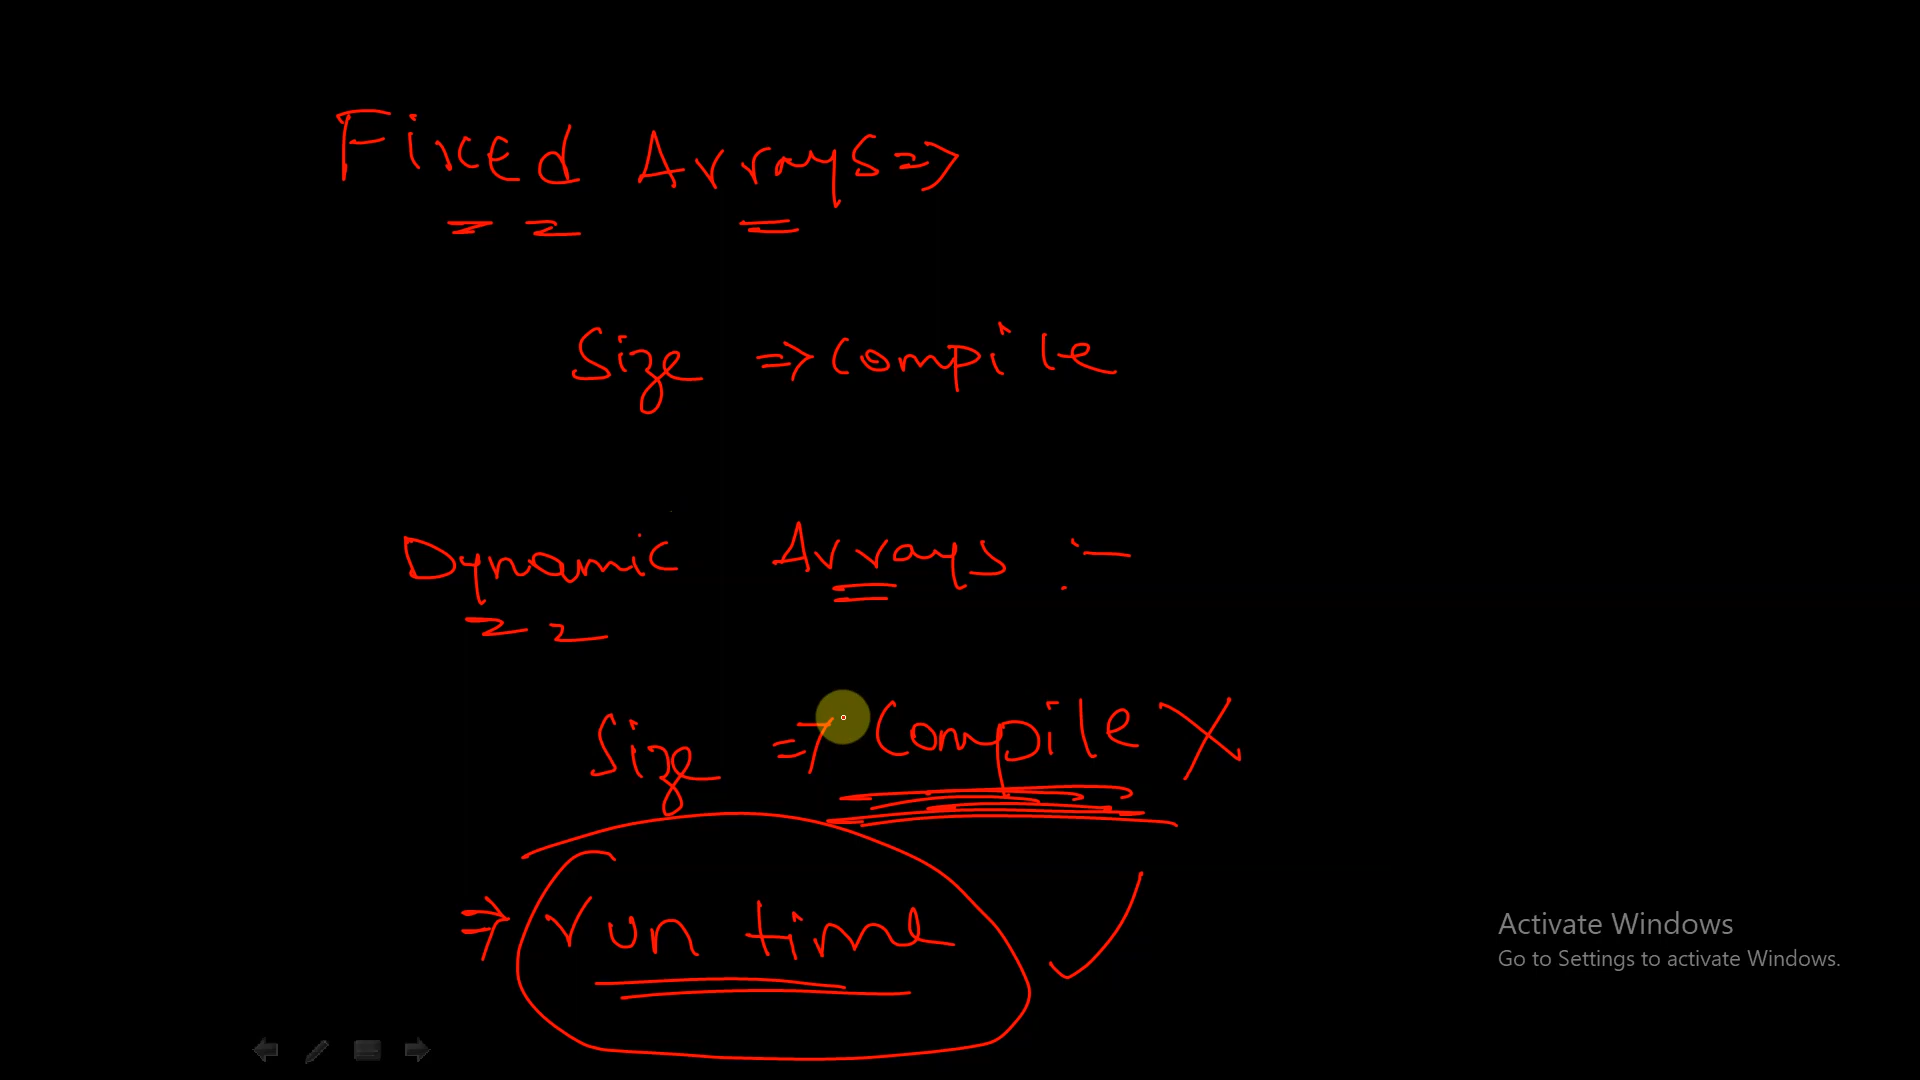 Fixed Arrays =>
Size => Compile
Dynamic Arrays :-
Size => Compile X
=> run time ✓
Activate Windows
Go to Settings to activate Windows.